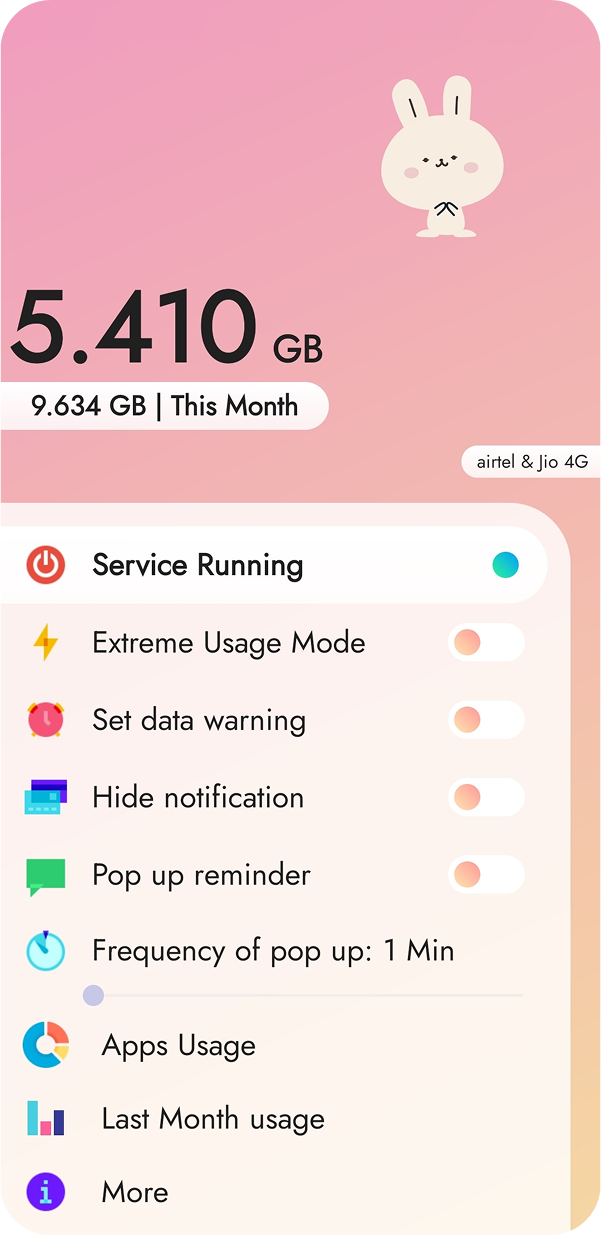 5.410 GB
9.634 GB | This Month
airtel & Jio 4G
Service Running
Extreme Usage Mode
Set data warning
Hide notification
Pop up reminder
Frequency of pop up: 1 Min
Apps Usage
Last Month usage
More